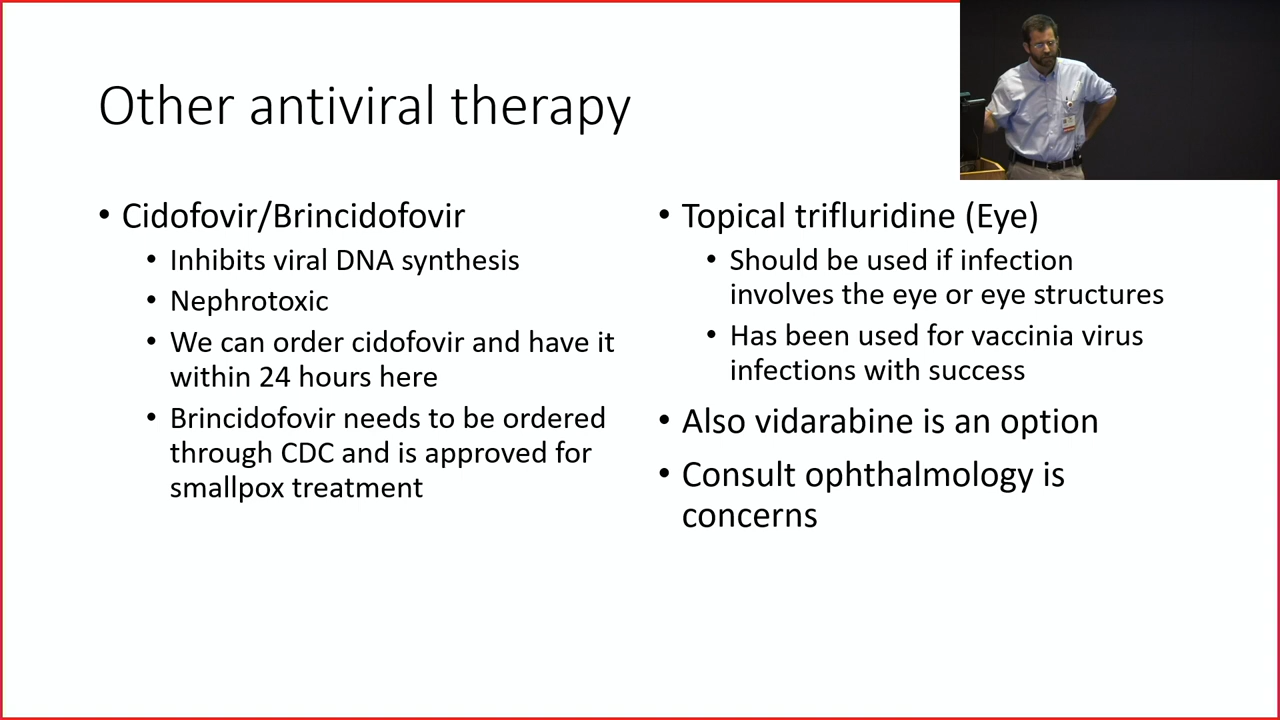 Other antiviral therapy
• Cidofovir/Brincidofovir
• Inhibits viral DNA synthesis
• Nephrotoxic
• We can order cidofovir and have it
within 24 hours here
• Brincidofovir needs to be ordered
through CDC and is approved for
smallpox treatment
• Topical trifluridine (Eye)
• Should be used if infection
involves the eye or eye structures
• Has been used for vaccinia virus
infections with success
• Also vidarabine is an option
• Consult ophthalmology is
concerns